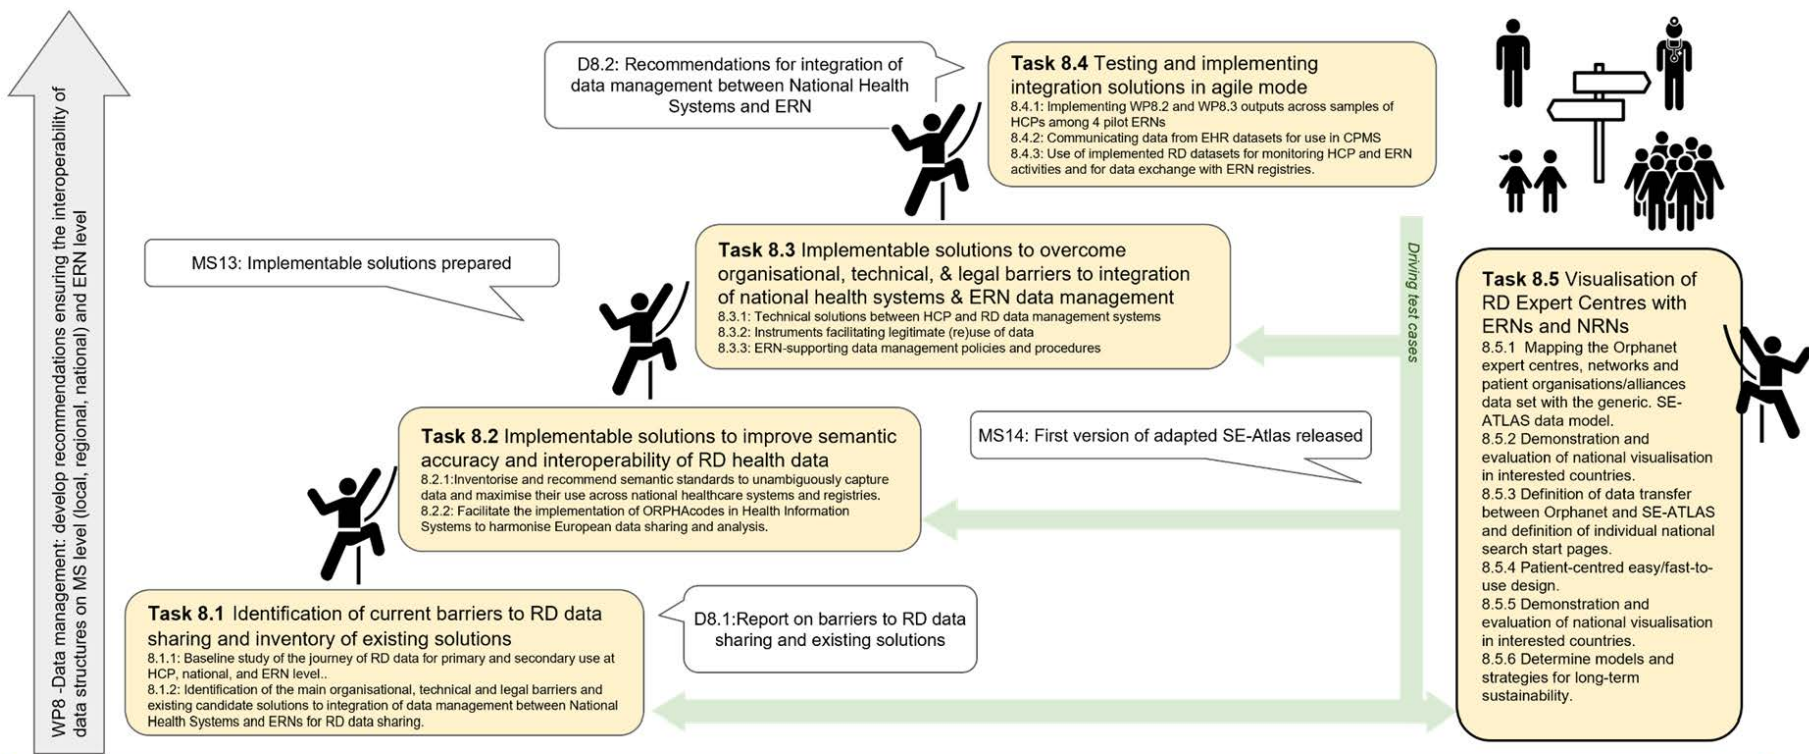 WP8 -Data management: develop recommendations ensuring the interoperability of
data structures on MS level (local, regional, national) and ERN level
D8.2: Recommendations for integration of
data management between National Health
Systems and ERN
Task 8.4 Testing and implementing
integration solutions in agile mode
8.4.1: Implementing WP8.2 and WP8.3 outputs across samples of
HCPs among 4 pilot ERNs
8.4.2: Communicating data from EHR datasets for use in CPMS
8.4.3: Use of implemented RD datasets for monitoring HCP and ERN
activities and for data exchange with ERN registries.
MS13: Implementable solutions prepared
Task 8.3 Implementable solutions to overcome
organisational, technical, & legal barriers to integration
of national health systems & ERN data management
8.3.1: Technical solutions between HCP and RD data management systems
8.3.2: Instruments facilitating legitimate (re)use of data
8.3.3: ERN-supporting data management policies and procedures
Driving test cases
Task 8.2 Implementable solutions to improve semantic
accuracy and interoperability of RD health data
8.2.1:Inventorise and recommend semantic standards to unambiguously capture
data and maximise their use across national healthcare systems and registries.
8.2.2: Facilitate the implementation of ORPHAcodes in Health Information
Systems to harmonise European data sharing and analysis.
MS14: First version of adapted SE-Atlas released
Task 8.1 Identification of current barriers to RD data
sharing and inventory of existing solutions
8.1.1: Baseline study of the journey of RD data for primary and secondary use at
HCP, national, and ERN level..
8.1.2: Identification of the main organisational, technical and legal barriers and
existing candidate solutions to integration of data management between National
Health Systems and ERNs for RD data sharing.
D8.1:Report on barriers to RD data
sharing and existing solutions
Task 8.5 Visualisation of
RD Expert Centres with
ERNs and NRNs
8.5.1 Mapping the Orphanet
expert centres, networks and
patient organisations/alliances
data set with the generic. SE-
ATLAS data model.
8.5.2 Demonstration and
evaluation of national visualisation
in interested countries.
8.5.3 Definition of data transfer
between Orphanet and SE-ATLAS
and definition of individual national
search start pages.
8.5.4 Patient-centred easy/fast-to-
use design.
8.5.5 Demonstration and
evaluation of national visualisation
in interested countries.
8.5.6 Determine models and
strategies for long-term
sustainability.